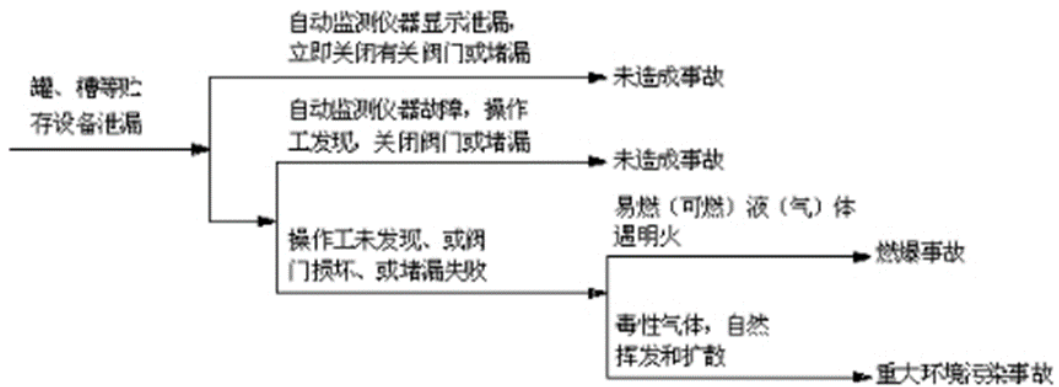 自动监测仪器显示泄漏，
立即关闭有关阀门或堵漏
未造成事故
罐、槽等贮
存设备泄漏
自动监测仪器故障，操作
工发现，关闭阀门或堵漏
未造成事故
易燃（可燃）液（气）体
遇明火
燃爆事故
操作工未发现、或阀
门损坏、或堵漏失败
毒性气体，自然
挥发和扩散
重大环境污染事故